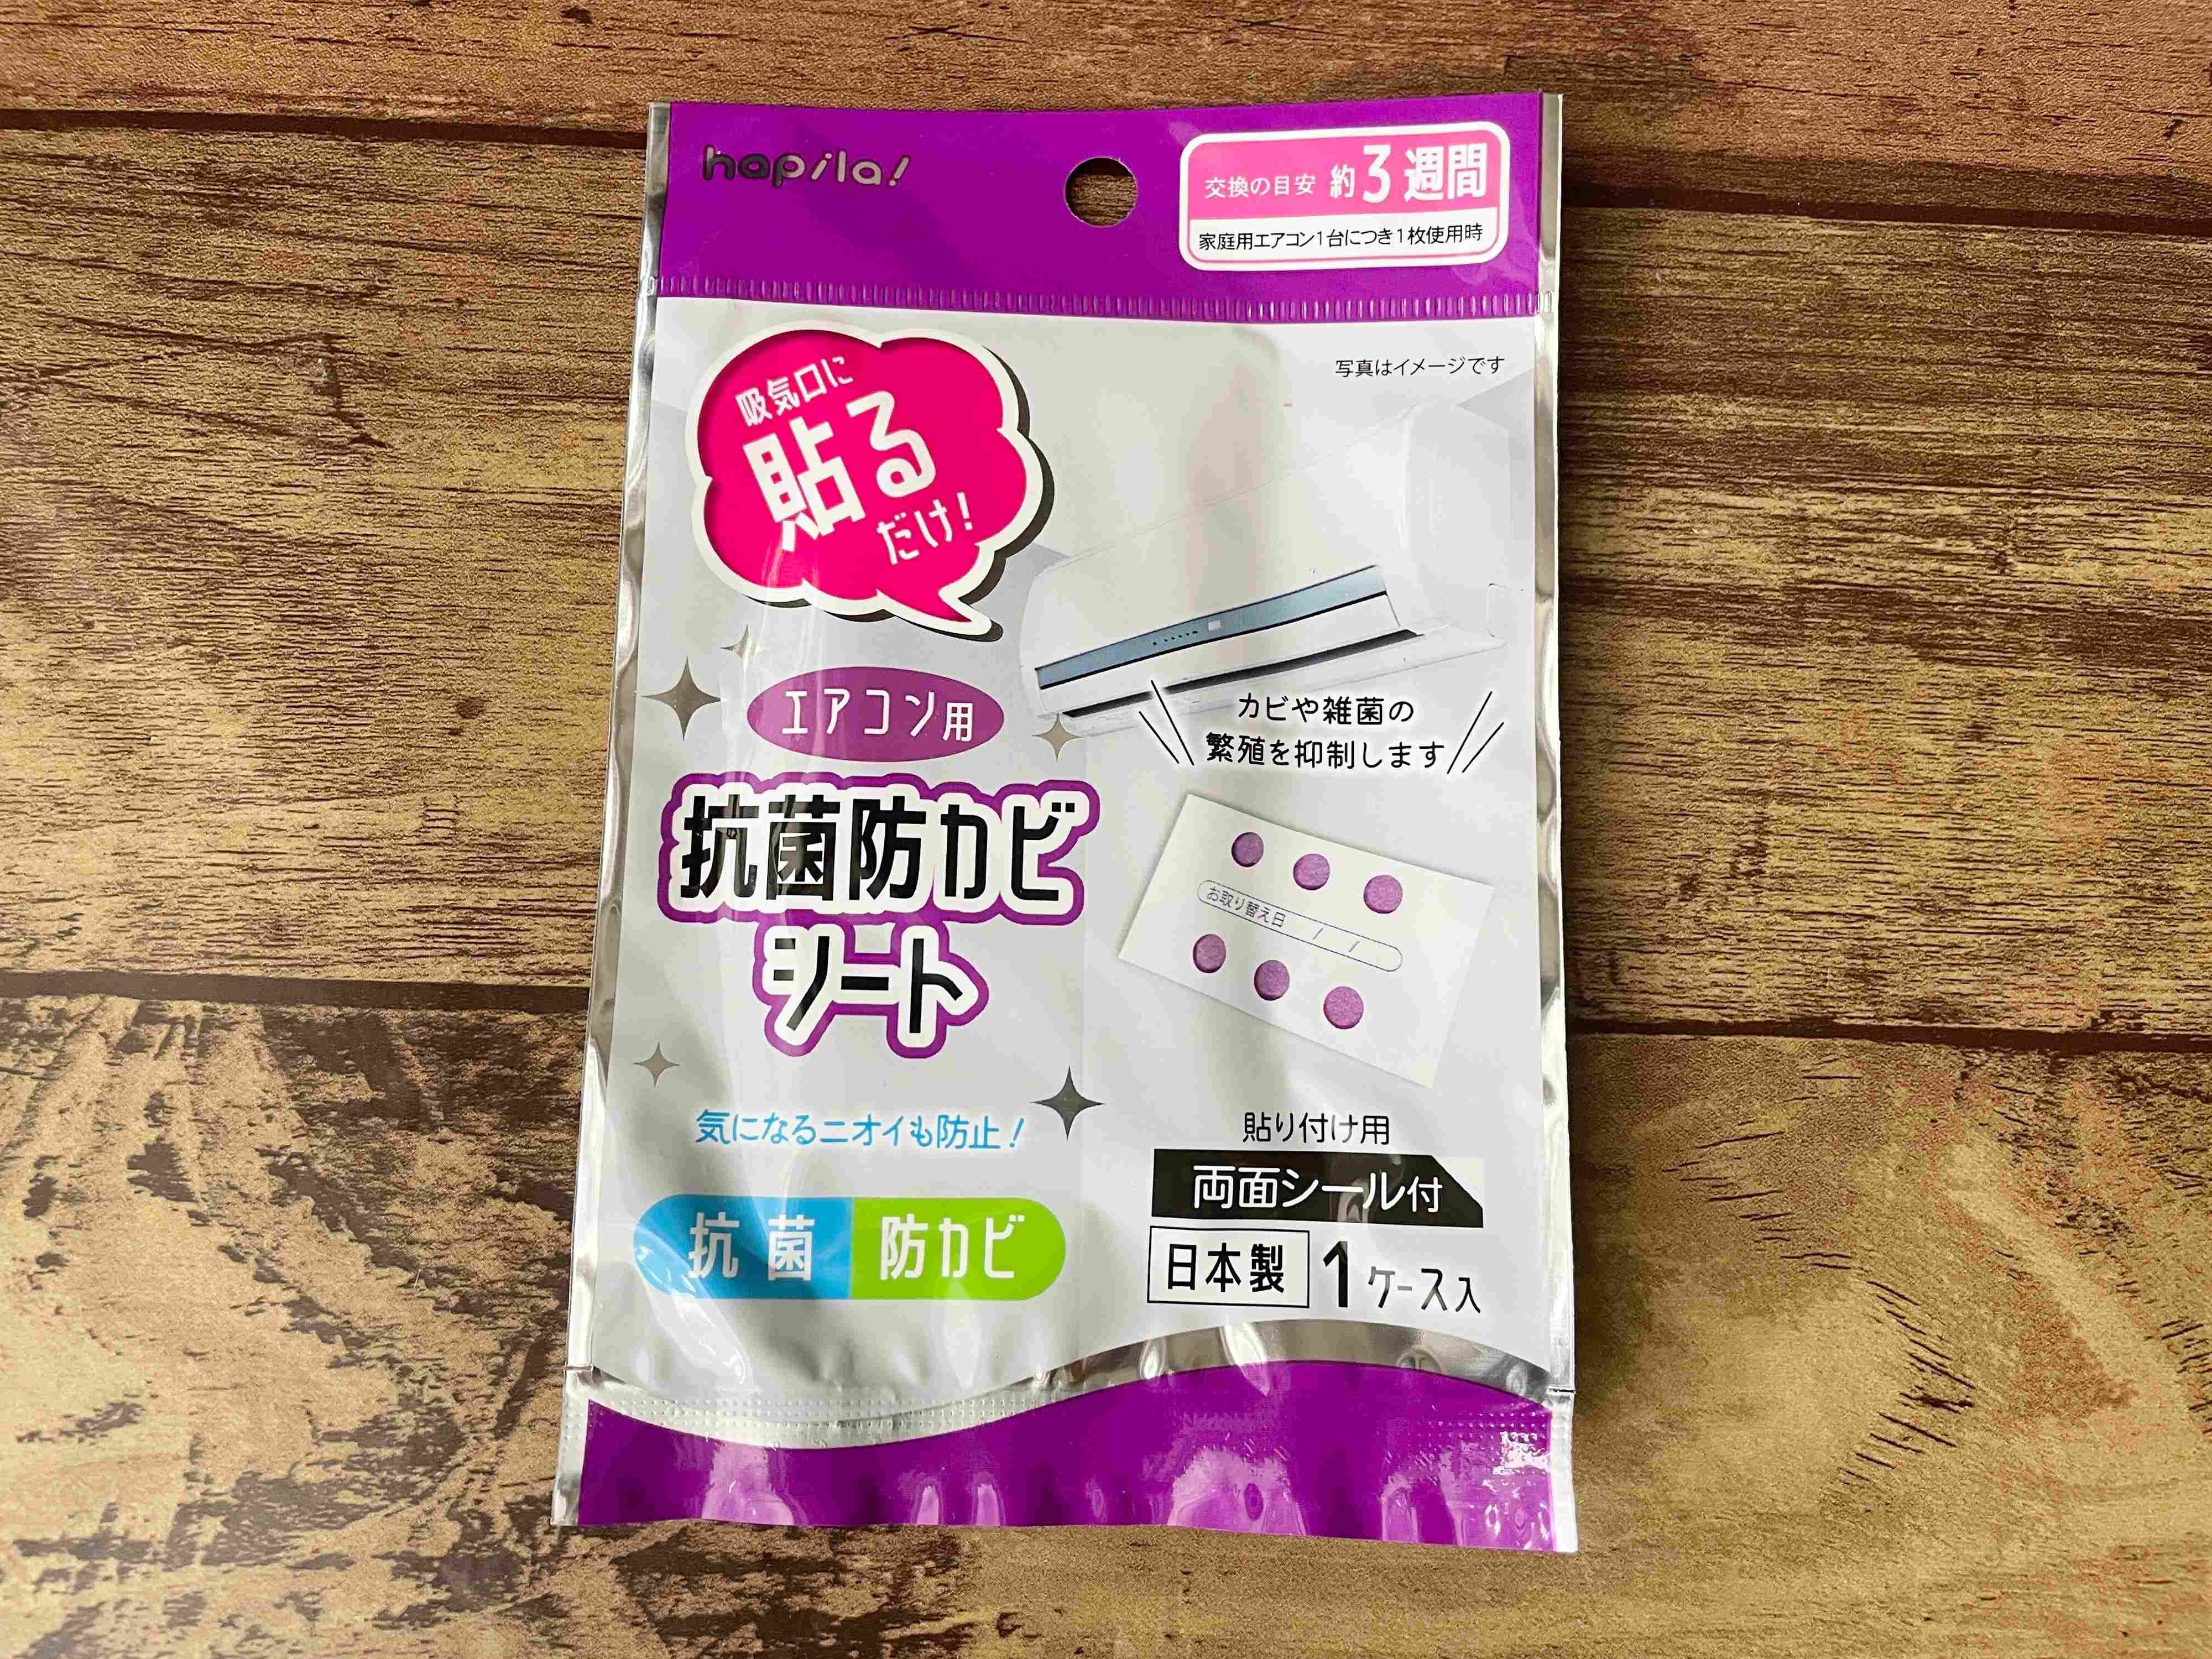 hapila!
交換の目安 約3週間
家庭用エアコン1台につき1枚使用時
写真はイメージです
吸気口に
貼る
だけ!
エアコン用
カビや雑菌の
繁殖を抑制します
抗菌防カビ
シート
お取り替え日 / /
気になるニオイも防止!
貼り付け用
両面シール付
抗菌 防カビ
日本製 1ケース入